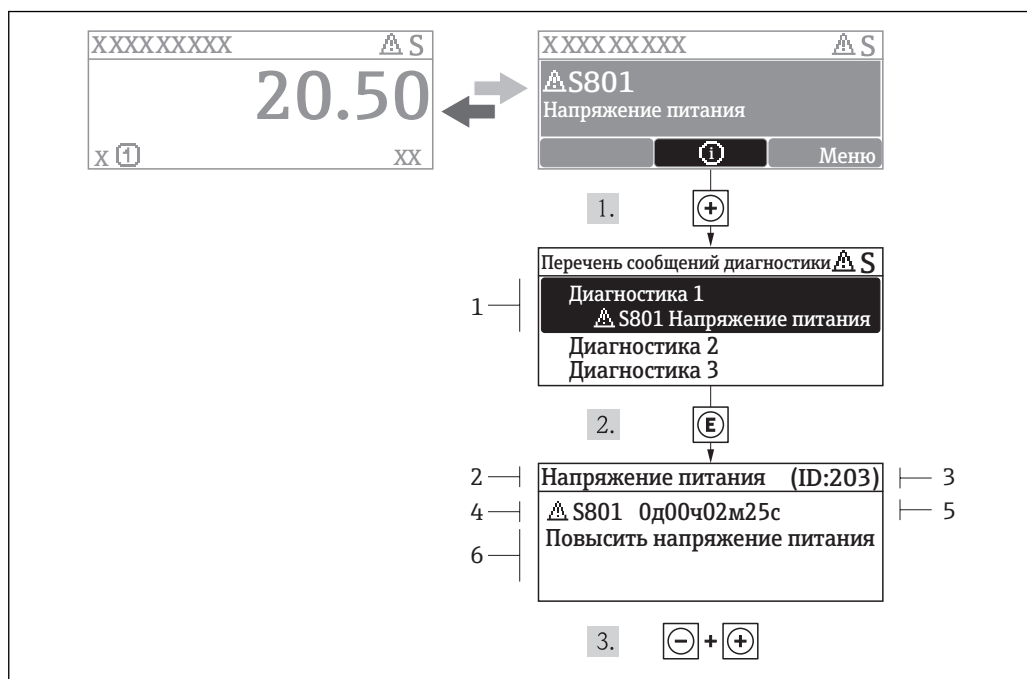 XXXXXXXXX ⚠ S
20.50
x ① xx
XXXXXXXXX ⚠ S
⚠S801
Напряжение питания
ⓘ Меню
1. +
Перечень сообщений диагностики ⚠ S
1
Диагностика 1
⚠ S801 Напряжение питания
Диагностика 2
Диагностика 3
2. E
2 Напряжение питания (ID:203) 3
4 ⚠ S801 0д00ч02м25с 5
6 Повысить напряжение питания
3. - + +